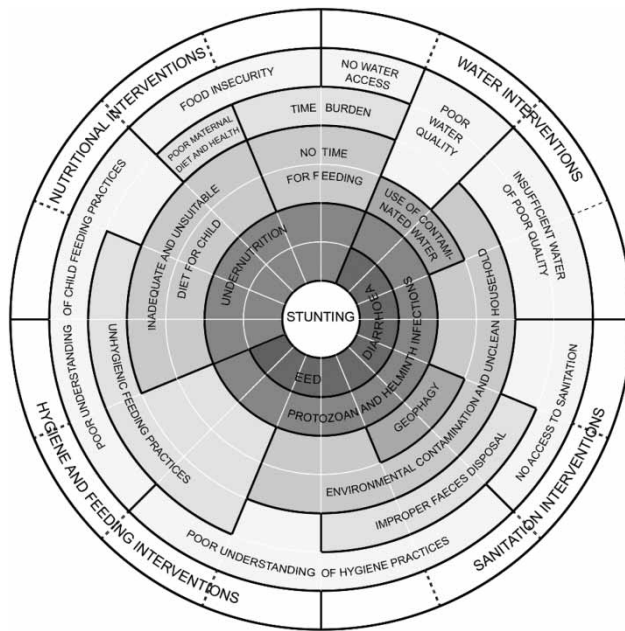 NUTRITIONAL INTERVENTIONS
WATER INTERVENTIONS
HYGIENE AND FEEDING INTERVENTIONS
SANITATION INTERVENTIONS
FOOD INSECURITY
NO WATER
ACCESS
POOR
WATER
QUALITY
INSUFFICIENT WATER
OF POOR QUALITY
NO ACCESS TO SANITATION
POOR UNDERSTANDING OF HYGIENE PRACTICES
POOR UNDERSTANDING OF CHILD FEEDING PRACTICES
POOR MATERNAL
DIET AND HEALTH
TIME BURDEN
NO TIME
FOR FEEDING
USE OF CONTAMI-
NATED WATER
ENVIRONMENTAL CONTAMINATION AND UNCLEAN HOUSEHOLD
IMPROPER FAECES DISPOSAL
GEOPHAGY
UNHYGIENIC FEEDING PRACTICES
INADEQUATE AND UNSUITABLE
DIET FOR CHILD
UNDERNUTRITION
PROTOZOAN AND HELMINTH INFECTIONS
DIARRHOEA
EED
STUNTING